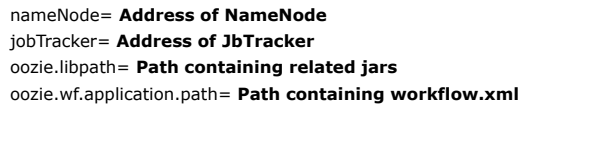 nameNode= Address of NameNode
jobTracker= Address of JbTracker
oozie.libpath= Path containing related jars
oozie.wf.application.path= Path containing workflow.xml